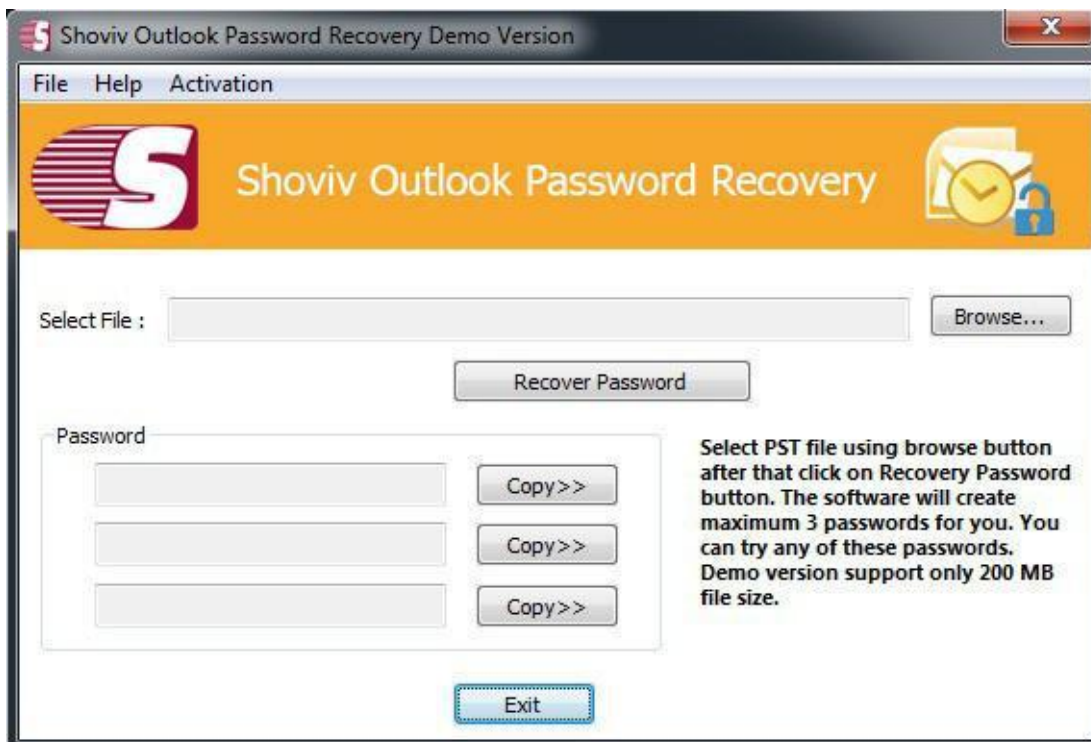 Shoviv Outlook Password Recovery Demo Version
x
File Help Activation
S
Shoviv Outlook Password Recovery
Select File :
Browse...
Recover Password
Password
Copy>>
Copy>>
Copy>>
Select PST file using browse button
after that click on Recovery Password
button. The software will create
maximum 3 passwords for you. You
can try any of these passwords.
Demo version support only 200 MB
file size.
Exit